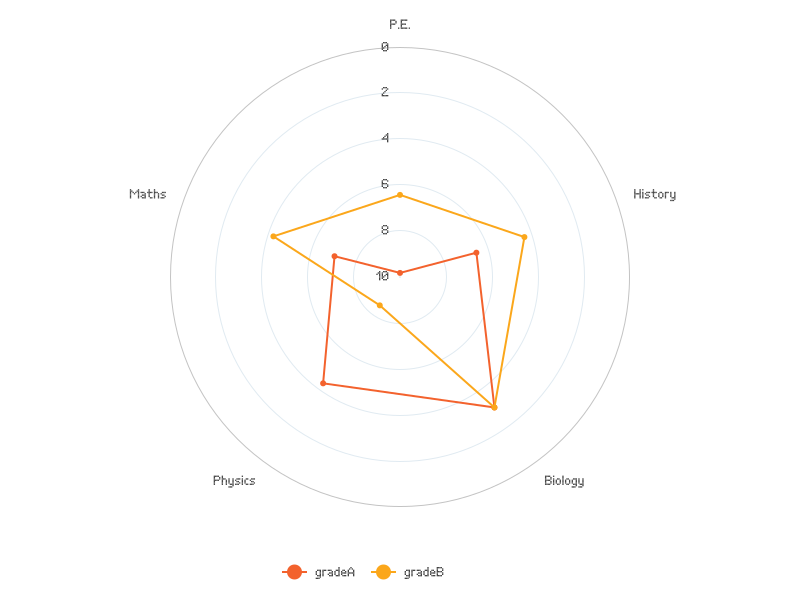 P.E.
0
2
4
6
8
10
Maths
History
Physics
Biology
gradeA
gradeB